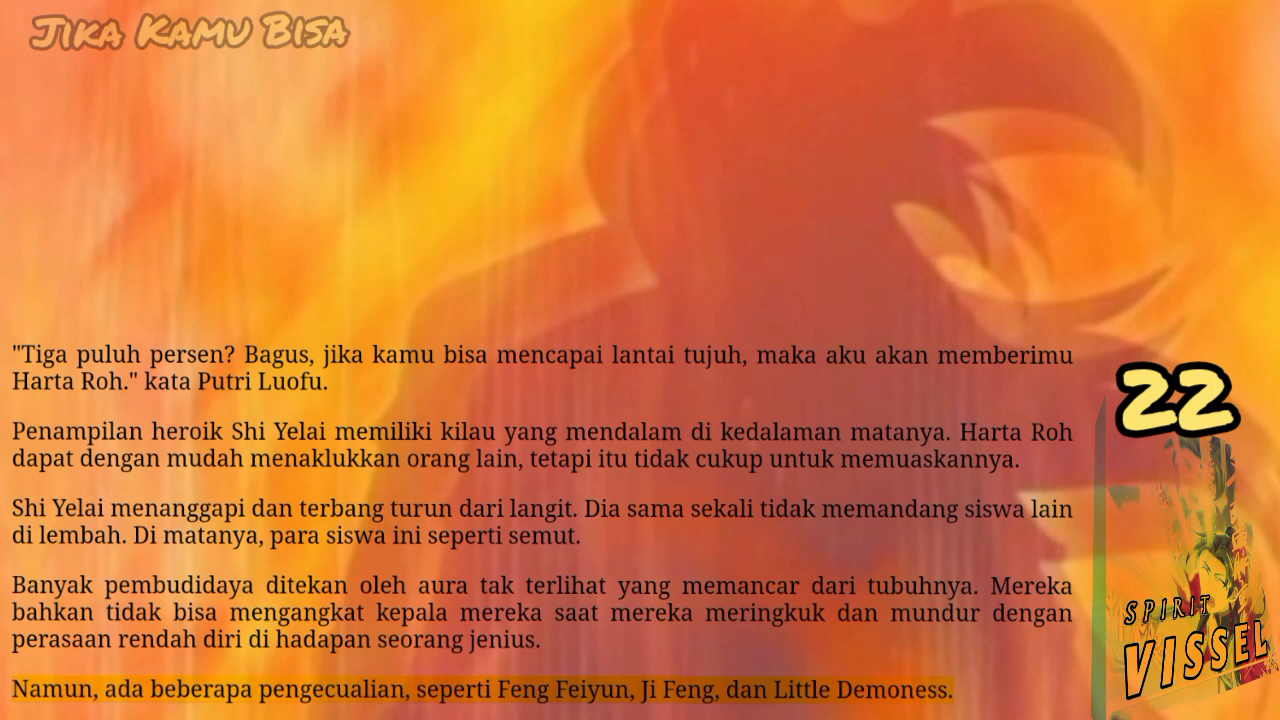 Jika Kamu Bisa
"Tiga puluh persen? Bagus, jika kamu bisa mencapai lantai tujuh, maka aku akan memberimu
Harta Roh." kata Putri Luofu.
Penampilan heroik Shi Yelai memiliki kilau yang mendalam di kedalaman matanya. Harta Roh
dapat dengan mudah menaklukkan orang lain, tetapi itu tidak cukup untuk memuaskannya.
Shi Yelai menanggapi dan terbang turun dari langit. Dia sama sekali tidak memandang siswa lain
di lembah. Di matanya, para siswa ini seperti semut.
Banyak pembudidaya ditekan oleh aura tak terlihat yang memancar dari tubuhnya. Mereka
bahkan tidak bisa mengangkat kepala mereka saat mereka meringkuk dan mundur dengan
perasaan rendah diri di hadapan seorang jenius.
Namun, ada beberapa pengecualian, seperti Feng Feiyun, Ji Feng, dan Little Demoness.
22
SPIRIT
VISSEL